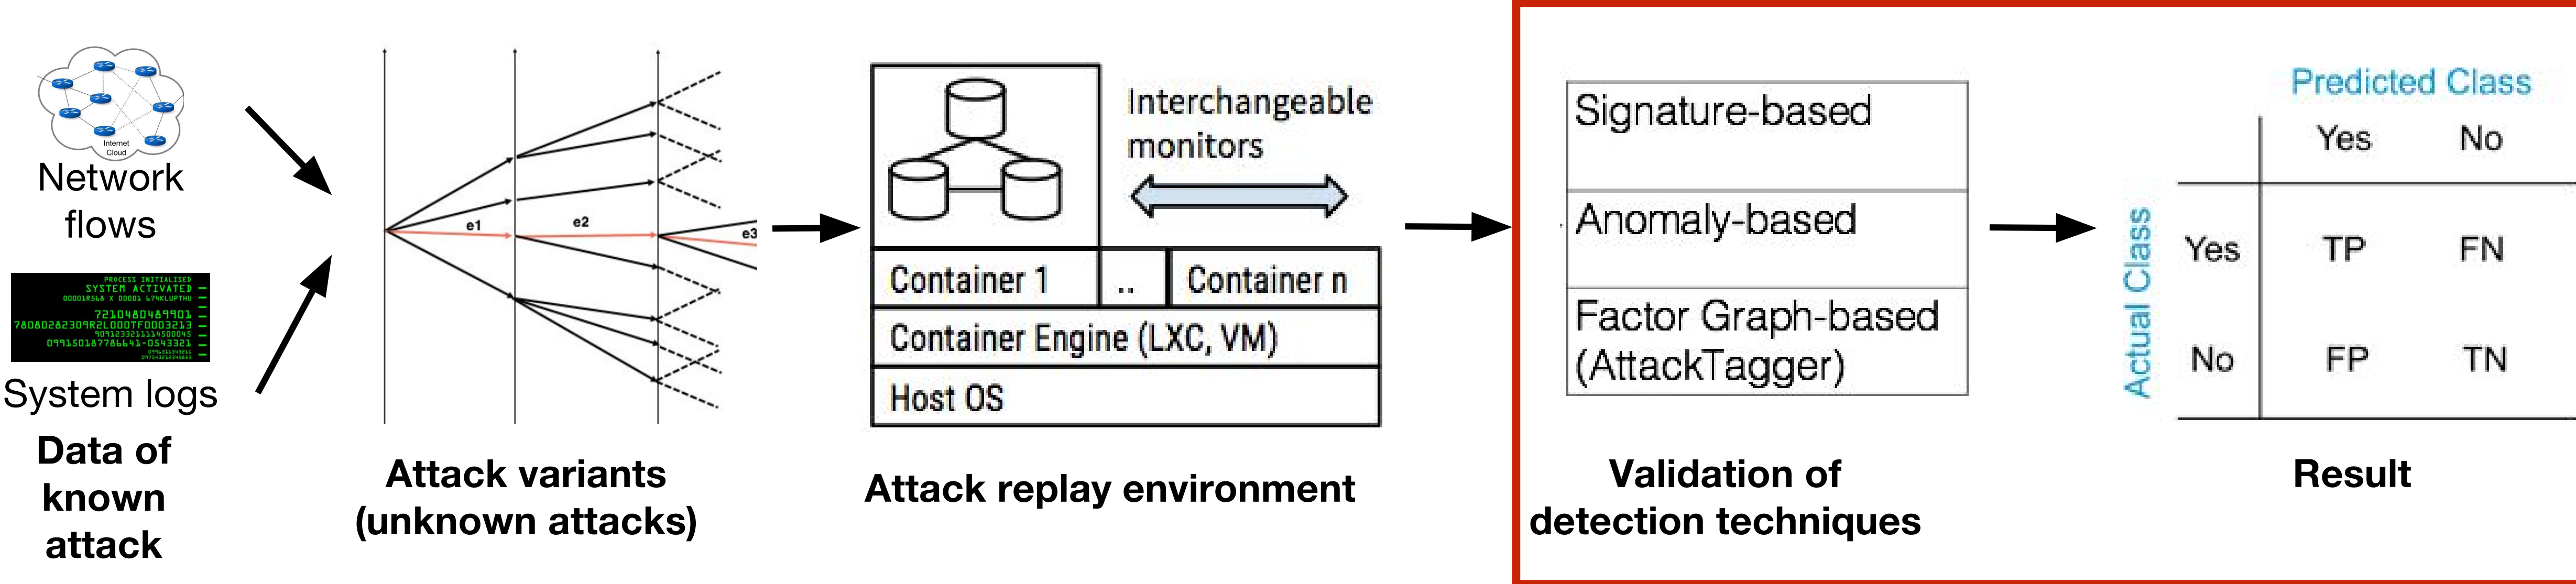 Internet
Cloud
Network
flows
PROCESS INITIALISED
SYSTEM ACTIVATED
7210480489901
System logs
Data of
known
attack
e1
e2
e3
Attack variants
(unknown attacks)
Interchangeable
monitors
Container 1
..
Container n
Container Engine (LXC, VM)
Host OS
Attack replay environment
Signature-based
Anomaly-based
Factor Graph-based
(AttackTagger)
Validation of
detection techniques
Predicted Class
Yes No
Actual Class
Yes TP FN
No FP TN
Result